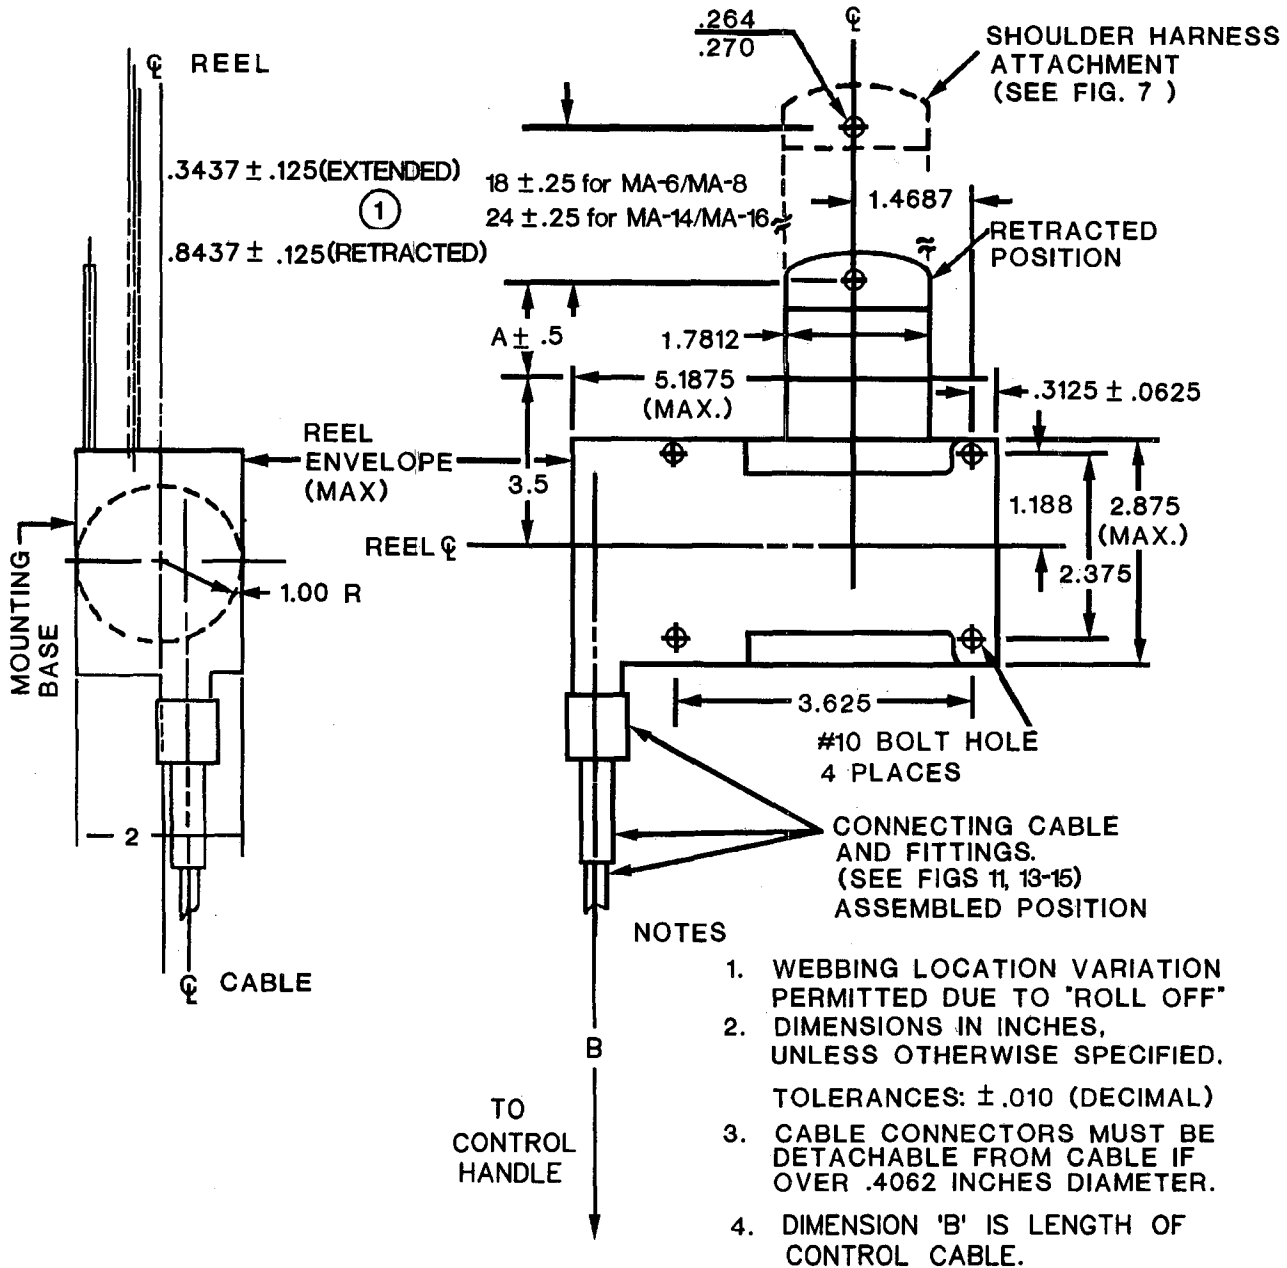 ℄ REEL
.264
.270
℄
SHOULDER HARNESS
ATTACHMENT
(SEE FIG. 7 )
.3437 ± .125(EXTENDED)
1
.8437 ± .125(RETRACTED)
18 ±.25 for MA-6/MA-8
24 ±.25 for MA-14/MA-16
1.4687
RETRACTED
POSITION
A ± .5
1.7812
5.1875
(MAX.)
.3125 ± .0625
REEL
ENVELOPE
(MAX)
3.5
1.188
2.875
(MAX.)
REEL ℄
2.375
1.00 R
MOUNTING
BASE
3.625
#10 BOLT HOLE
4 PLACES
2
CONNECTING CABLE
AND FITTINGS.
(SEE FIGS 11, 13-15)
ASSEMBLED POSITION
℄ CABLE
B
TO
CONTROL
HANDLE
NOTES
1. WEBBING LOCATION VARIATION
PERMITTED DUE TO "ROLL OFF"
2. DIMENSIONS IN INCHES,
UNLESS OTHERWISE SPECIFIED.
TOLERANCES: ± .010 (DECIMAL)
3. CABLE CONNECTORS MUST BE
DETACHABLE FROM CABLE IF
OVER .4062 INCHES DIAMETER.
4. DIMENSION 'B' IS LENGTH OF
CONTROL CABLE.